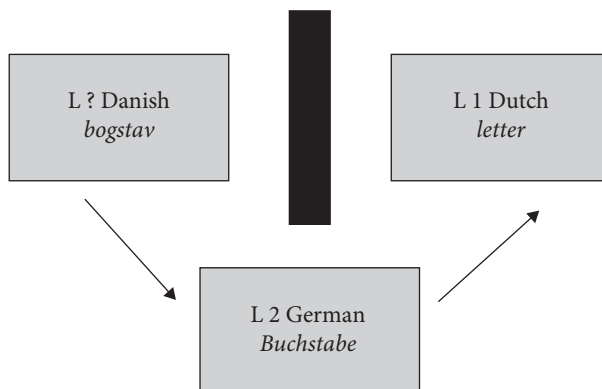 L ? Danish
bogstav
L 1 Dutch
letter
L 2 German
Buchstabe